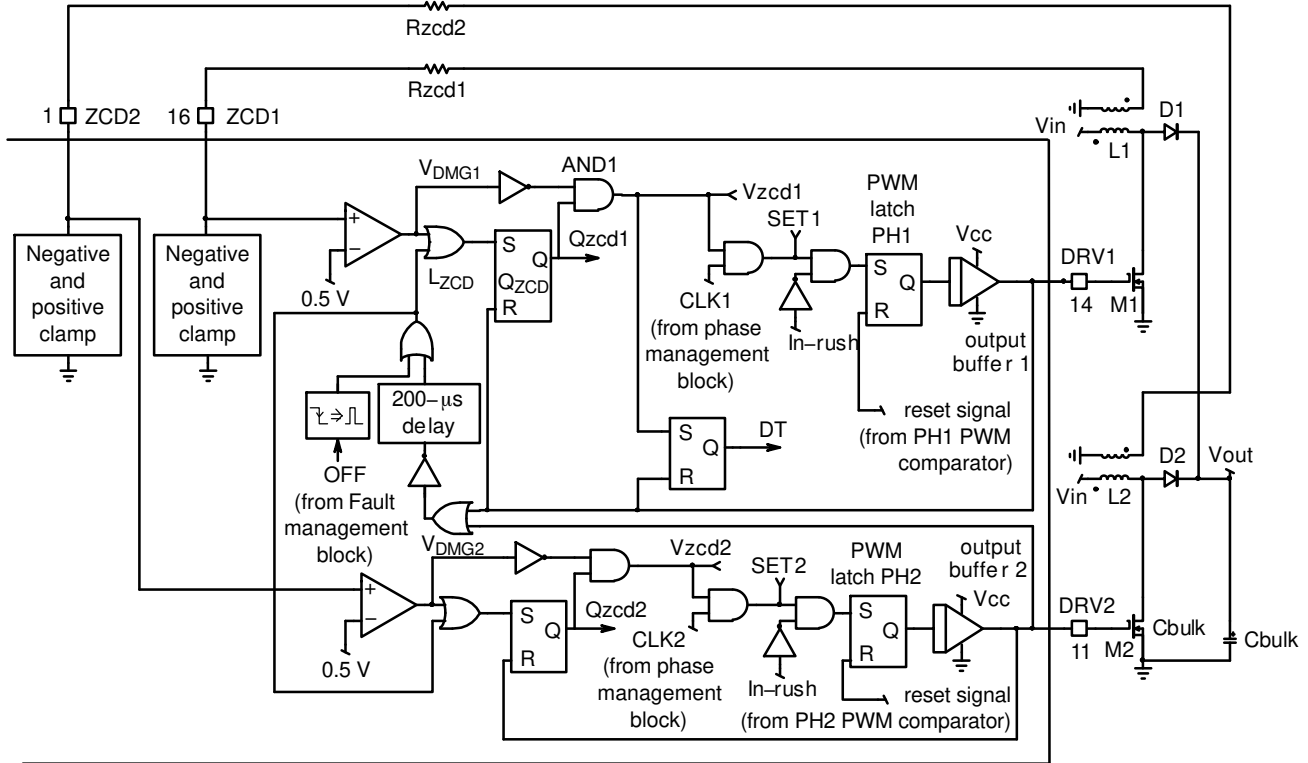 Rzcd2
Rzcd1
1
ZCD2
16
ZCD1
D1
Vin
L1
AND1
VDMG1
Vzcd1
PWM
latch
PH1
SET1
Vcc
+
−
0.5 V
Negative
and
positive
clamp
Negative
and
positive
clamp
LZCD
S
Q
QZCD
R
Qzcd1
CLK1
(from phase
management
block)
In−rush
S
Q
R
DRV1
14
M1
output
buffer 1
200−μs
delay
OFF
(from Fault
management
block)
S
Q
R
DT
reset signal
(from PH1 PWM
comparator)
D2
Vout
Vin
L2
VDMG2
Vzcd2
SET2
PWM
latch PH2
output
buffer 2
Vcc
+
−
0.5 V
S
Q
R
Qzcd2
CLK2
(from phase
management
block)
In−rush
S
Q
R
DRV2
11
M2
Cbulk
Cbulk
reset signal
(from PH2 PWM comparator)